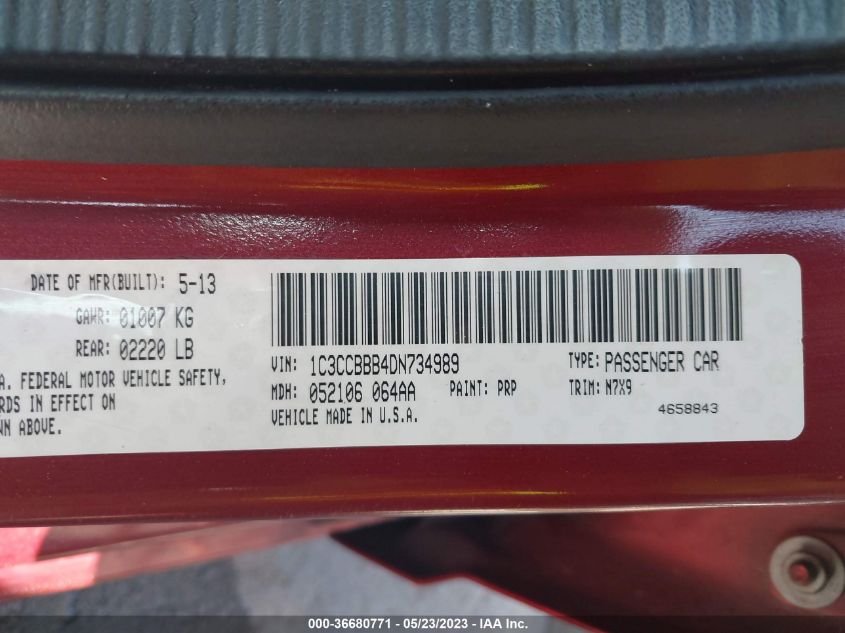 DATE OF MFR(BUILT): 5-13
GAWR: 01007 KG
REAR: 02220 LB
A. FEDERAL MOTOR VEHICLE SAFETY,
RDS IN EFFECT ON
WN ABOVE.
VIN: 1C3CCBBB4DN734989 TYPE: PASSENGER CAR
MDH: 052106 064AA PAINT: PRP TRIM: N7X9
VEHICLE MADE IN U.S.A. 4658843
000-36680771 - 05/23/2023 - IAA Inc.